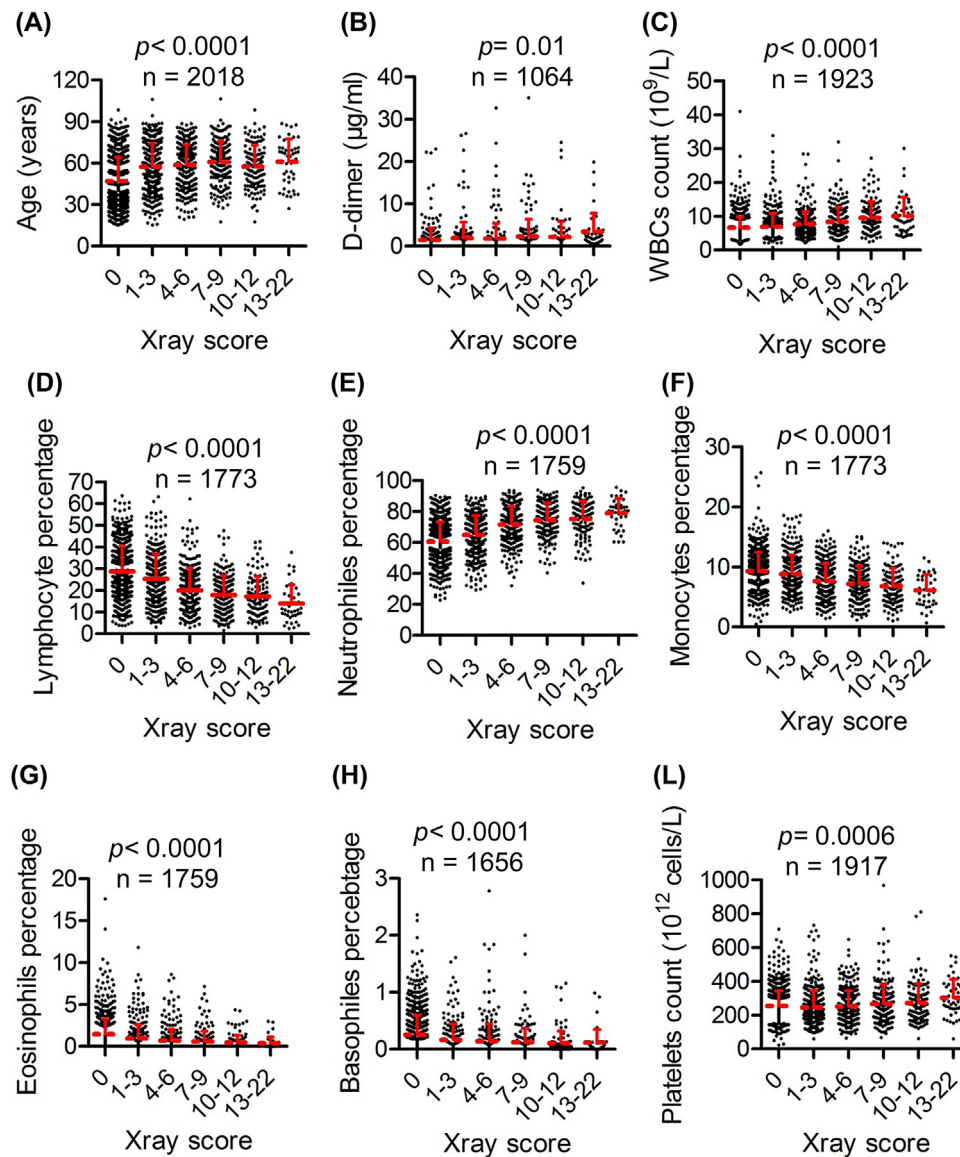 (A)
p< 0.0001
n = 2018
Age (years)
120
90
60
30
0
0
1-3
4-6
7-9
10-12
13-22
Xray score
(B)
p= 0.01
n = 1064
D-dimer (µg/ml)
40
30
20
10
0
0
1-3
4-6
7-9
10-12
13-22
Xray score
(C)
p< 0.0001
n = 1923
WBCs count (10⁹/L)
50
40
30
20
10
0
0
1-3
4-6
7-9
10-12
13-22
Xray score
(D)
p< 0.0001
n = 1773
Lymphocyte percentage
70
60
50
40
30
20
10
0
0
1-3
4-6
7-9
10-12
13-22
Xray score
(E)
p< 0.0001
n = 1759
Neutrophiles percentage
100
80
60
40
20
0
0
1-3
4-6
7-9
10-12
13-22
Xray score
(F)
p< 0.0001
n = 1773
Monocytes percentage
30
20
10
0
0
1-3
4-6
7-9
10-12
13-22
Xray score
(G)
p< 0.0001
n = 1759
Eosinophils percentage
20
15
10
5
0
0
1-3
4-6
7-9
10-12
13-22
Xray score
(H)
p< 0.0001
n = 1656
Basophiles percebtage
3
2
1
0
0
1-3
4-6
7-9
10-12
13-22
Xray score
(L)
p= 0.0006
n = 1917
Platelets count (10¹² cells/L)
1000
800
600
400
200
0
0
1-3
4-6
7-9
10-12
13-22
Xray score